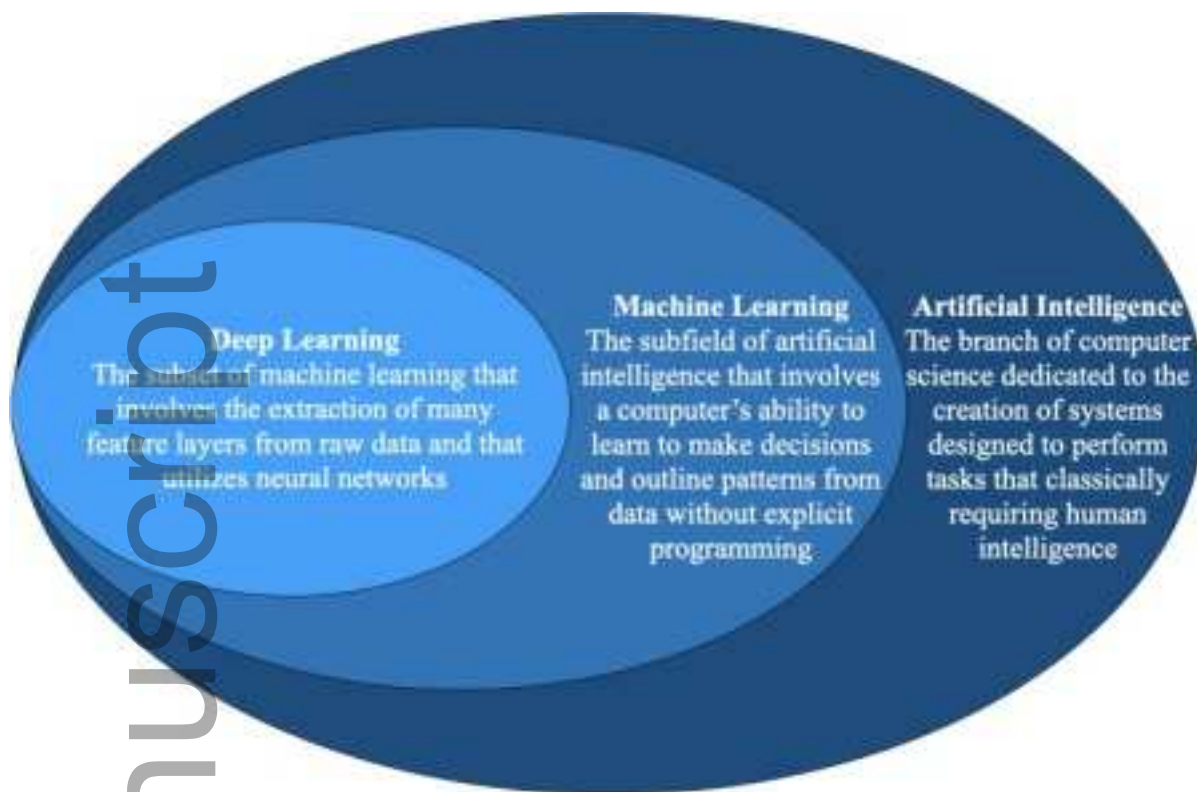 Deep Learning
The subset of machine learning that
involves the extraction of many
feature layers from raw data and that
utilizes neural networks
Machine Learning
The subfield of artificial
intelligence that involves
a computer's ability to
learn to make decisions
and outline patterns from
data without explicit
programming
Artificial Intelligence
The branch of computer
science dedicated to the
creation of systems
designed to perform
tasks that classically
requiring human
intelligence
nuscript